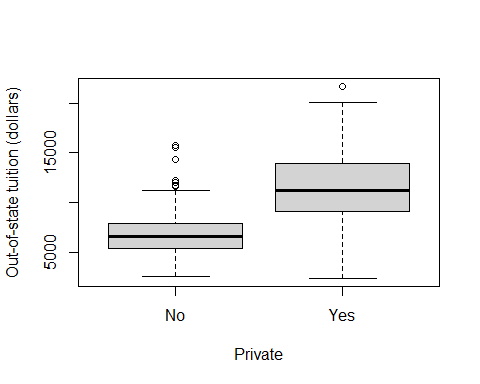 Out-of-state tuition (dollars)
15000
5000
No Yes
Private